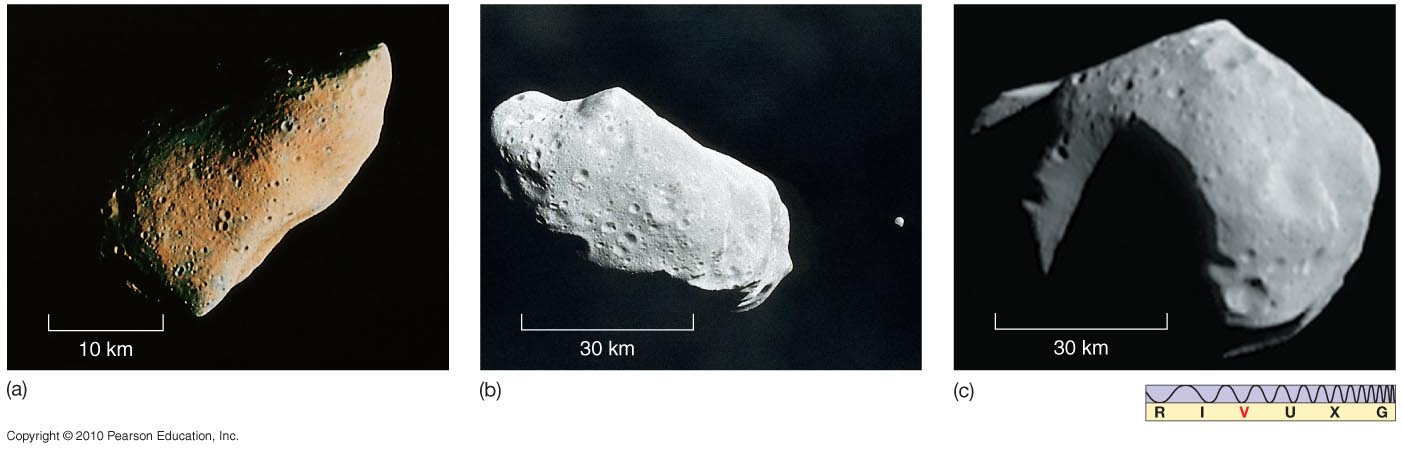 10 km
30 km
30 km
(a)
(b)
(c)
R I V U X G
Copyright © 2010 Pearson Education, Inc.